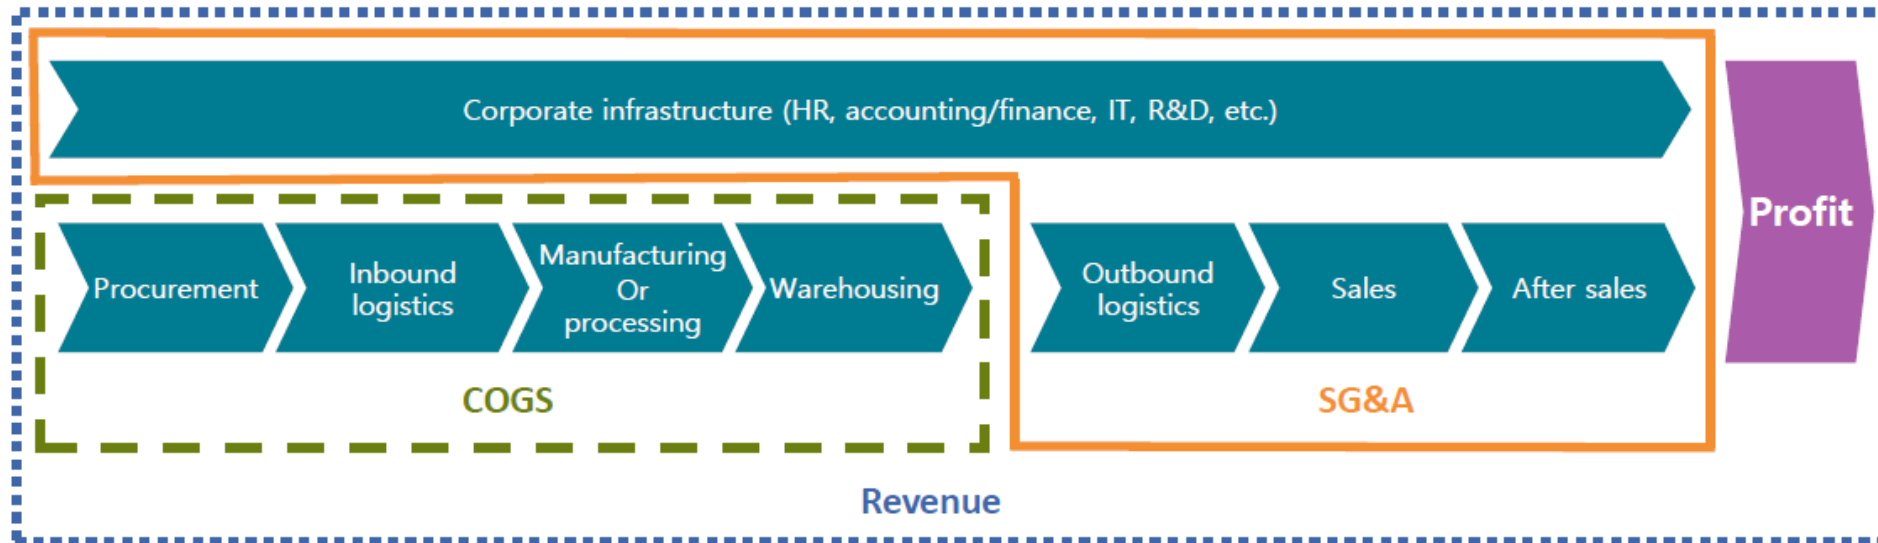 Corporate infrastructure (HR, accounting/finance, IT, R&D, etc.)
Profit
Procurement
Inbound
logistics
Manufacturing
Or
processing
Warehousing
Outbound
logistics
Sales
After sales
COGS
SG&A
Revenue